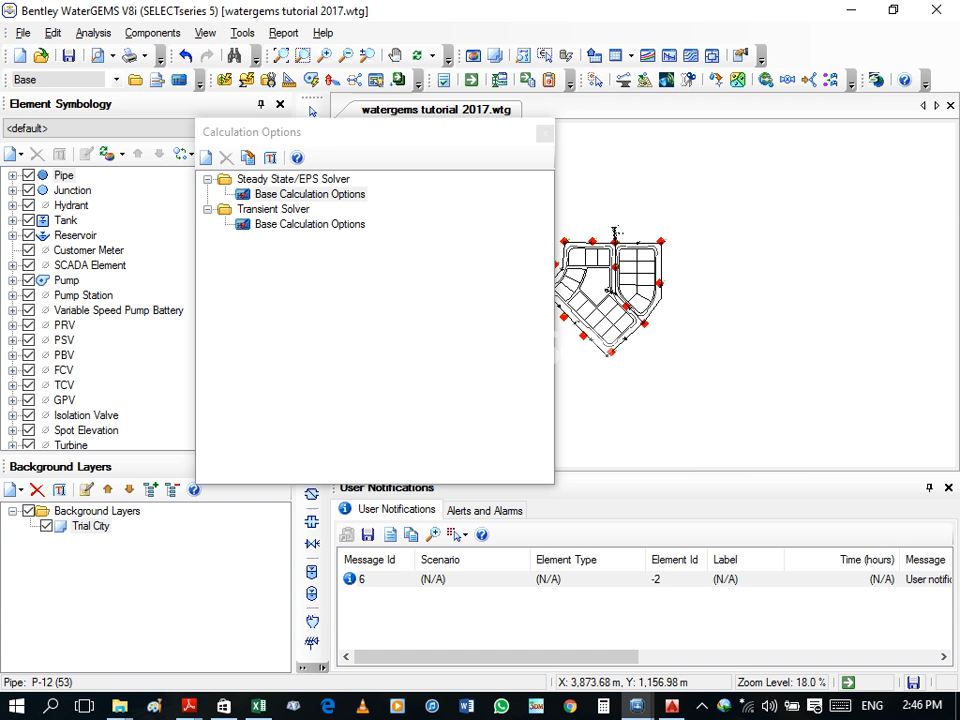 Bentley WaterGEMS V8i (SELECTseries 5) [watergems tutorial 2017.wtg]
File Edit Analysis Components View Tools Report Help
Base
Element Symbology
<default>
Pipe
Junction
Hydrant
Tank
Reservoir
Customer Meter
SCADA Element
Pump
Pump Station
Variable Speed Pump Battery
PRV
PSV
PBV
FCV
TCV
GPV
Isolation Valve
Spot Elevation
Turbine
watergems tutorial 2017.wtg
Calculation Options
Steady State/EPS Solver
Base Calculation Options
Transient Solver
Base Calculation Options
Background Layers
Background Layers
Trial City
User Notifications
User Notifications Alerts and Alarms
Message Id Scenario Element Type Element Id Label Time (hours) Message
6 (N/A) (N/A) -2 (N/A) (N/A) User notific
Pipe: P-12 (53) X: 3,873.68 m, Y: 1,156.98 m Zoom Level: 18.0 %
ENG 2:46 PM